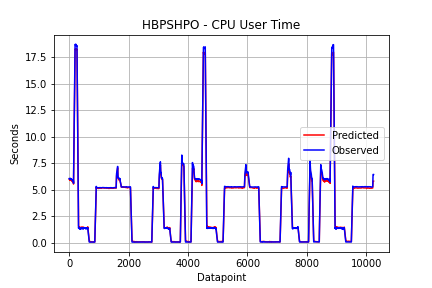 HBPSHPO - CPU User Time
Seconds
17.5
15.0
12.5
10.0
7.5
5.0
2.5
0.0
Predicted
Observed
0 2000 4000 6000 8000 10000
Datapoint